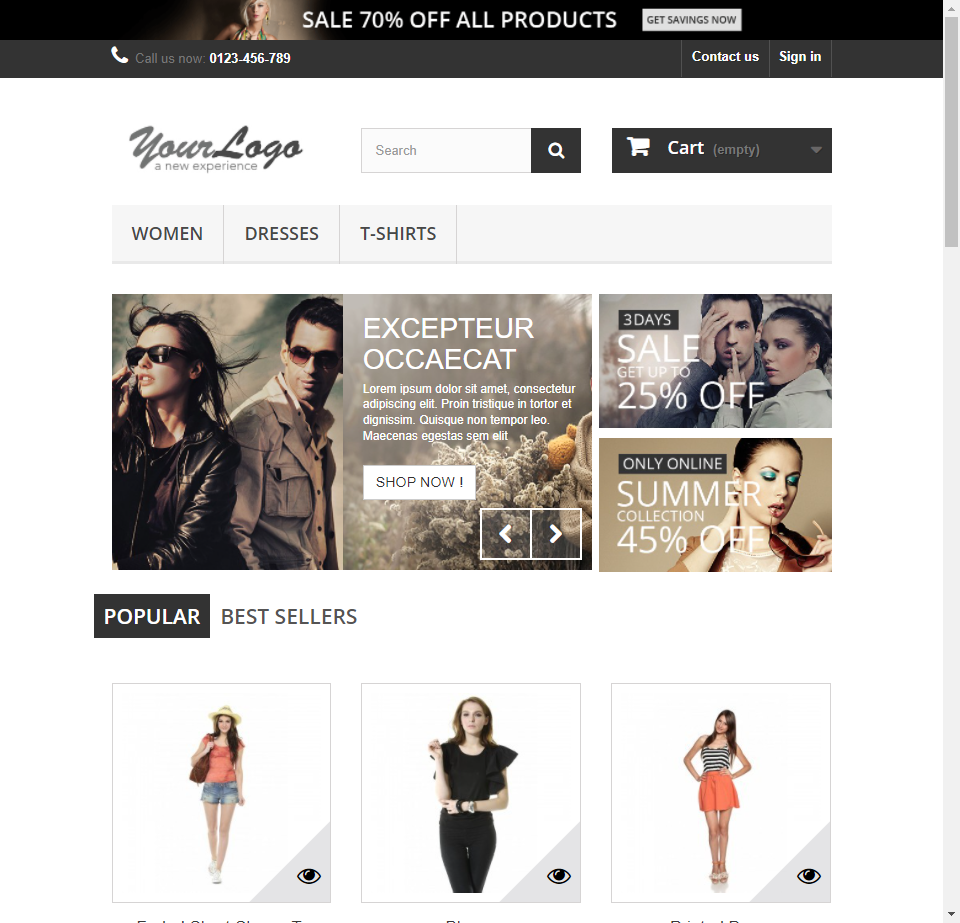 SALE 70% OFF ALL PRODUCTS
GET SAVINGS NOW
Call us now: 0123-456-789
Contact us
Sign in
YourLogo
a new experience
Search
Cart (empty)
WOMEN
DRESSES
T-SHIRTS
EXCEPTEUR
OCCAECAT
Lorem ipsum dolor sit amet, consectetur
adipiscing elit. Proin tristique in tortor et
dignissim. Quisque non tempor leo.
Maecenas egestas sem elit
SHOP NOW !
3DAYS
SALE
GET UP TO
25% OFF
ONLY ONLINE
SUMMER
COLLECTION
45% OFF
POPULAR
BEST SELLERS